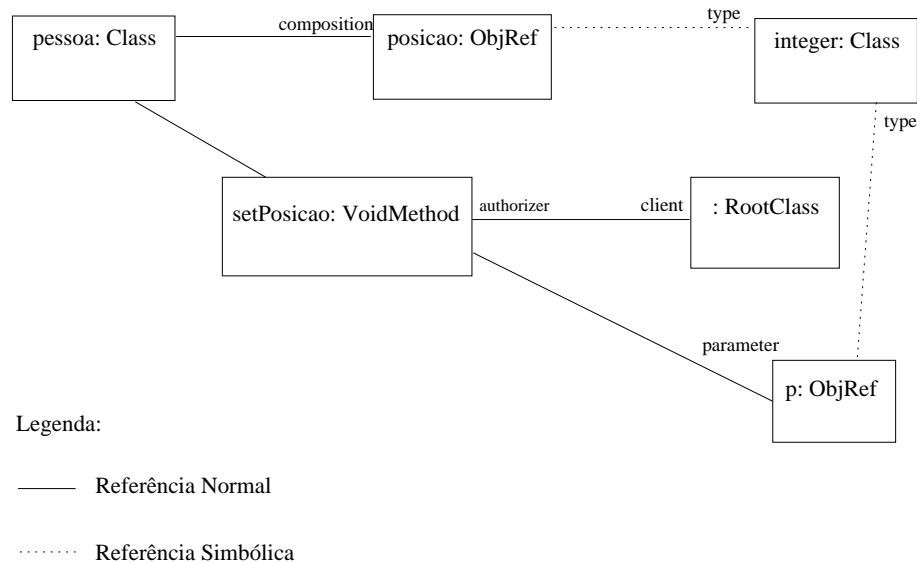 composition
type
pessoa: Class
posicao: ObjRef
integer: Class
type
setPosicao: VoidMethod
authorizer
client
: RootClass
parameter
p: ObjRef
Legenda:
Referência Normal
Referência Simbólica